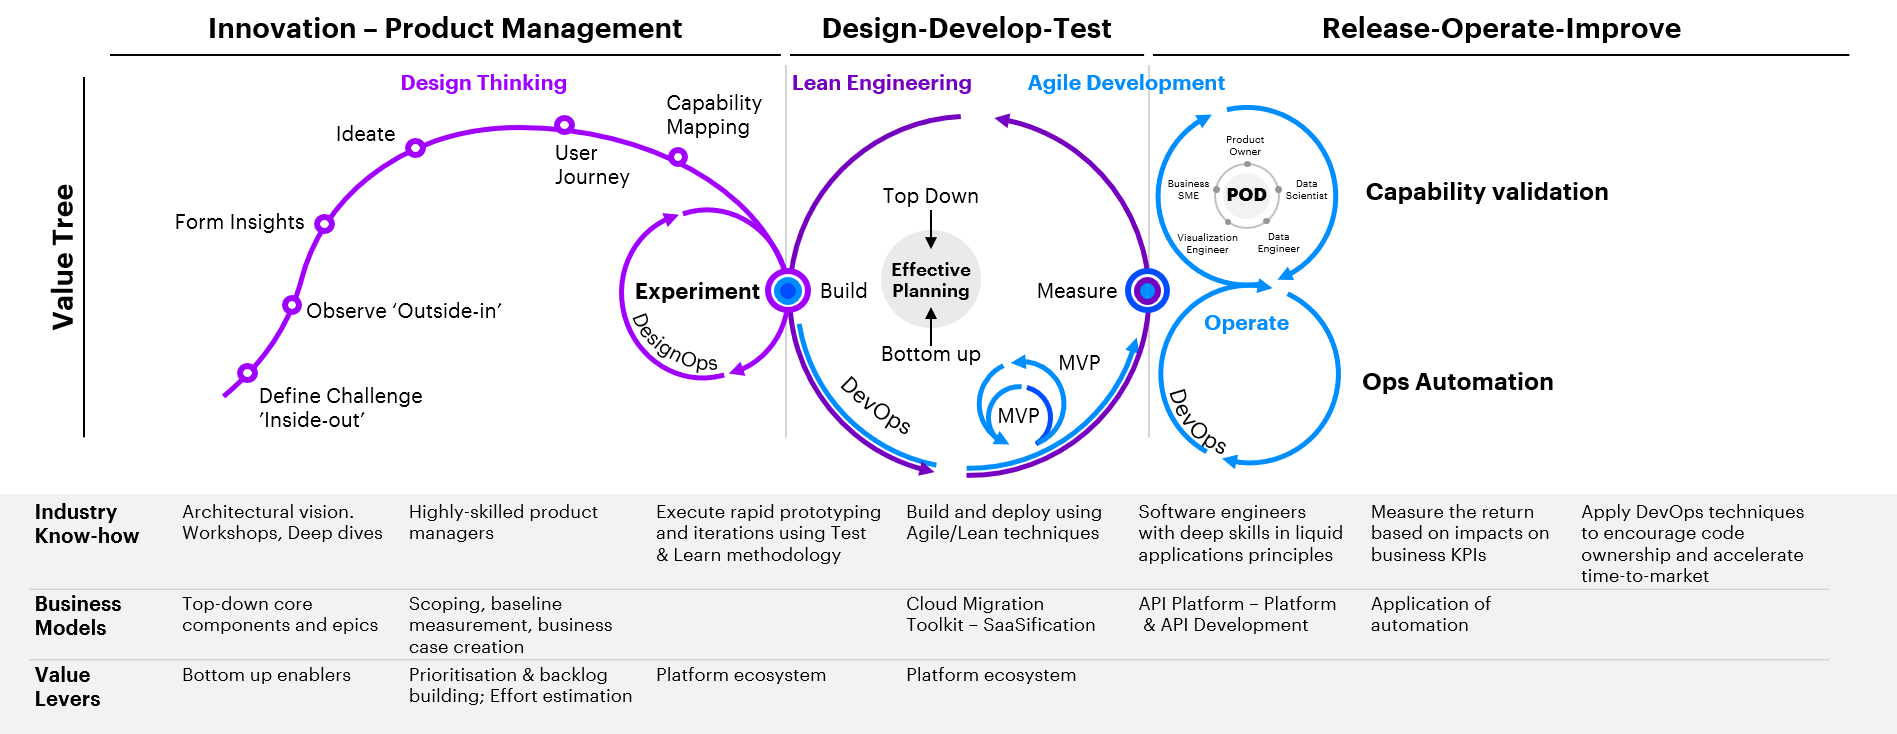 Innovation – Product Management
Design-Develop-Test
Release-Operate-Improve
Value Tree
Design Thinking
Lean Engineering
Agile Development
Capability
Mapping
Ideate
User
Journey
Form Insights
Observe ‘Outside-in’
Define Challenge
’Inside-out’
Experiment
DesignOps
Build
Top Down
Effective
Planning
Bottom up
Measure
DevOps
MVP
MVP
Product
Owner
Business
SME
POD
Data
Scientist
Visualization
Engineer
Data
Engineer
Capability validation
Operate
DevOps
Ops Automation
Industry
Know-how
Architectural vision.
Workshops, Deep dives
Highly-skilled product
managers
Execute rapid prototyping
and iterations using Test
& Learn methodology
Build and deploy using
Agile/Lean techniques
Software engineers
with deep skills in liquid
applications principles
Measure the return
based on impacts on
business KPIs
Apply DevOps techniques
to encourage code
ownership and accelerate
time-to-market
Business
Models
Top-down core
components and epics
Scoping, baseline
measurement, business
case creation
Cloud Migration
Toolkit – SaaSification
API Platform – Platform
& API Development
Application of
automation
Value
Levers
Bottom up enablers
Prioritisation & backlog
building; Effort estimation
Platform ecosystem
Platform ecosystem